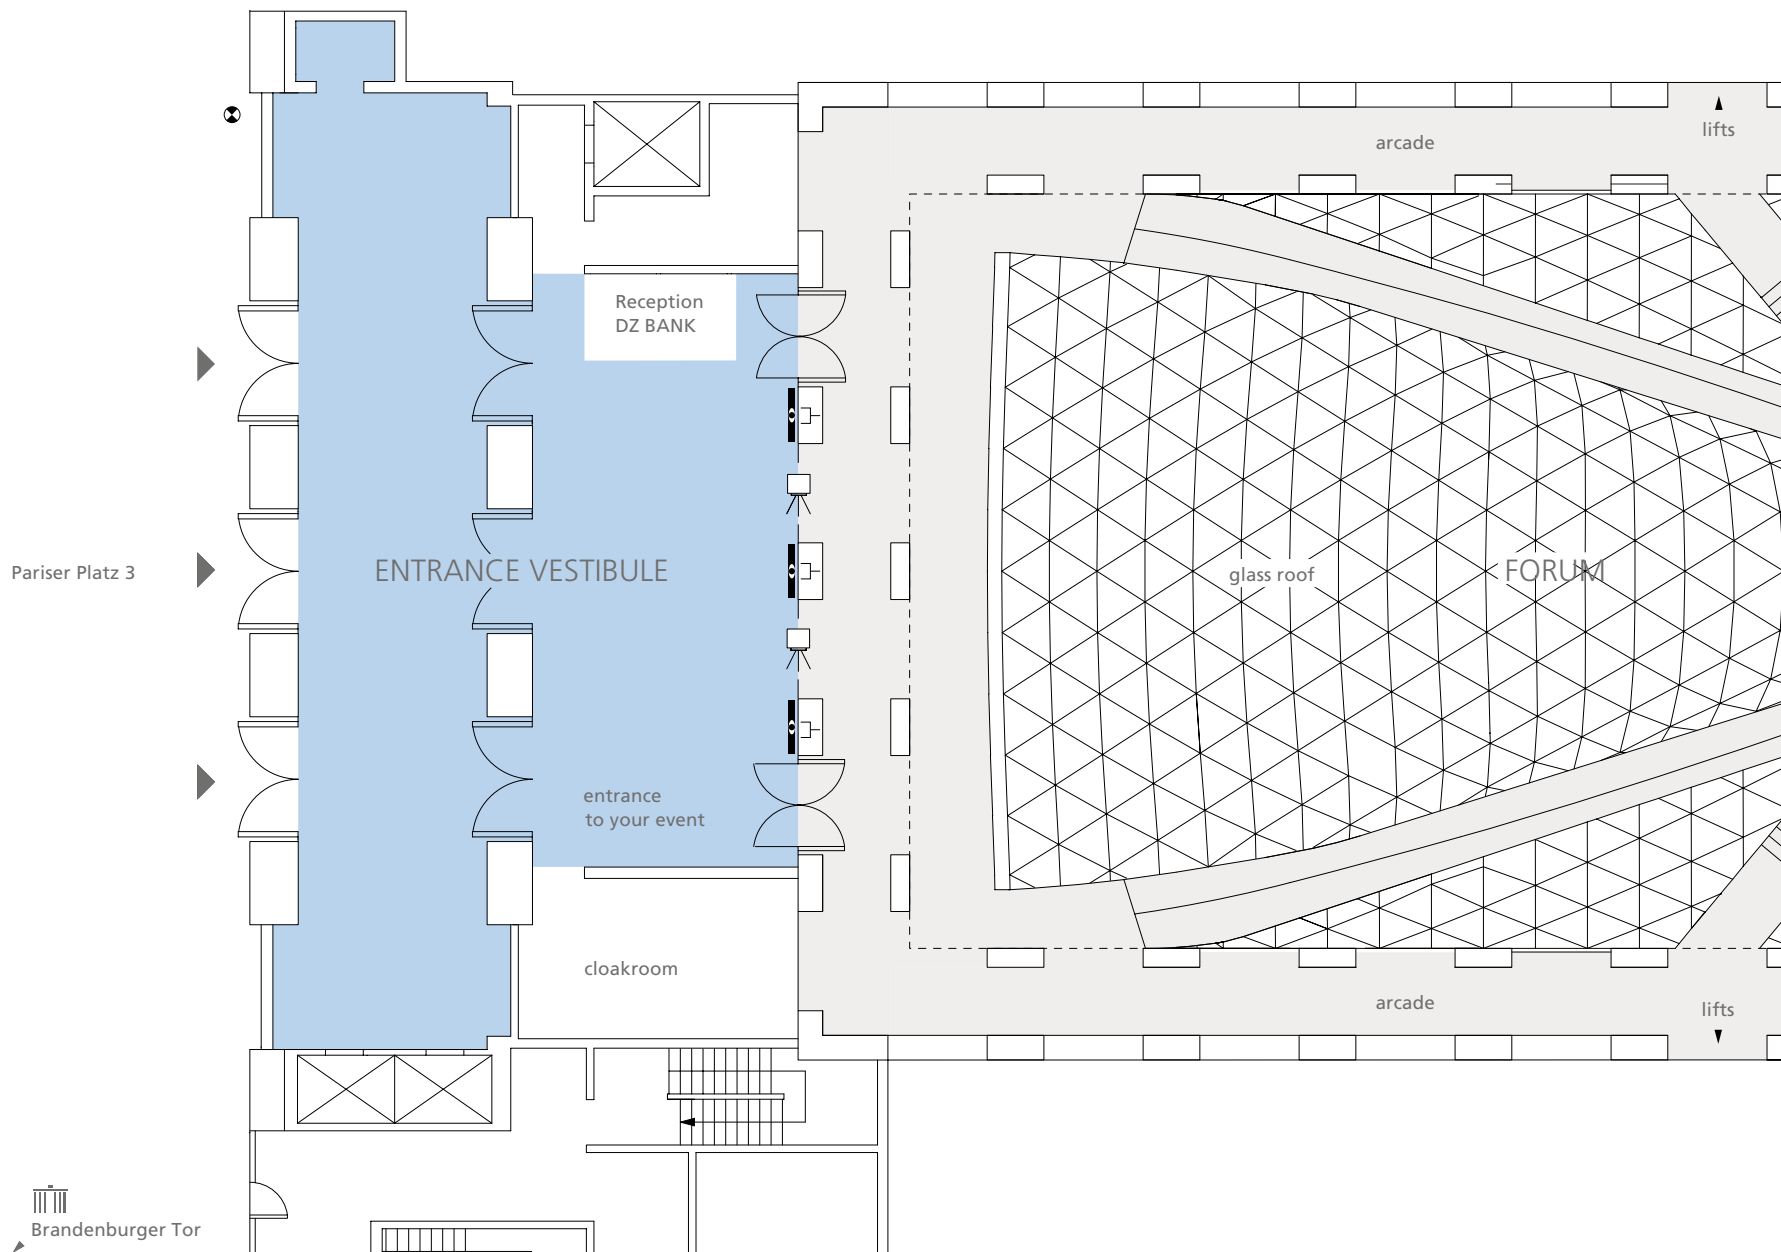 arcade
lifts
Reception
DZ BANK
Pariser Platz 3
ENTRANCE VESTIBULE
glass roof
FORUM
entrance
to your event
cloakroom
arcade
lifts
Brandenburger Tor